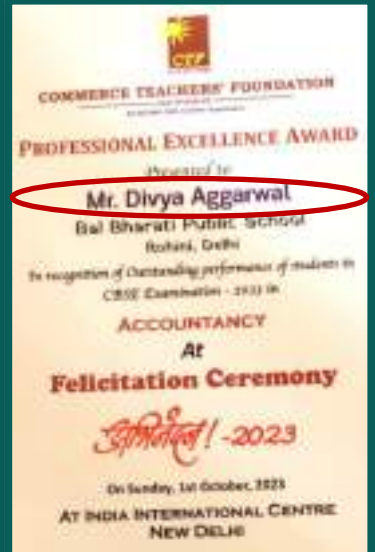 CTF
COMMERCE TEACHERS' FOUNDATION
PROFESSIONAL EXCELLENCE AWARD
Presented to
Mr. Divya Aggarwal
Bal Bharati Public School
Rohini, Delhi
In recognition of Outstanding performance of students in
CBSE Examination - 2023 in
ACCOUNTANCY
At
Felicitation Ceremony
अभिनंदन! -2023
On Sunday, 1st October, 2023
AT INDIA INTERNATIONAL CENTRE
NEW DELHI